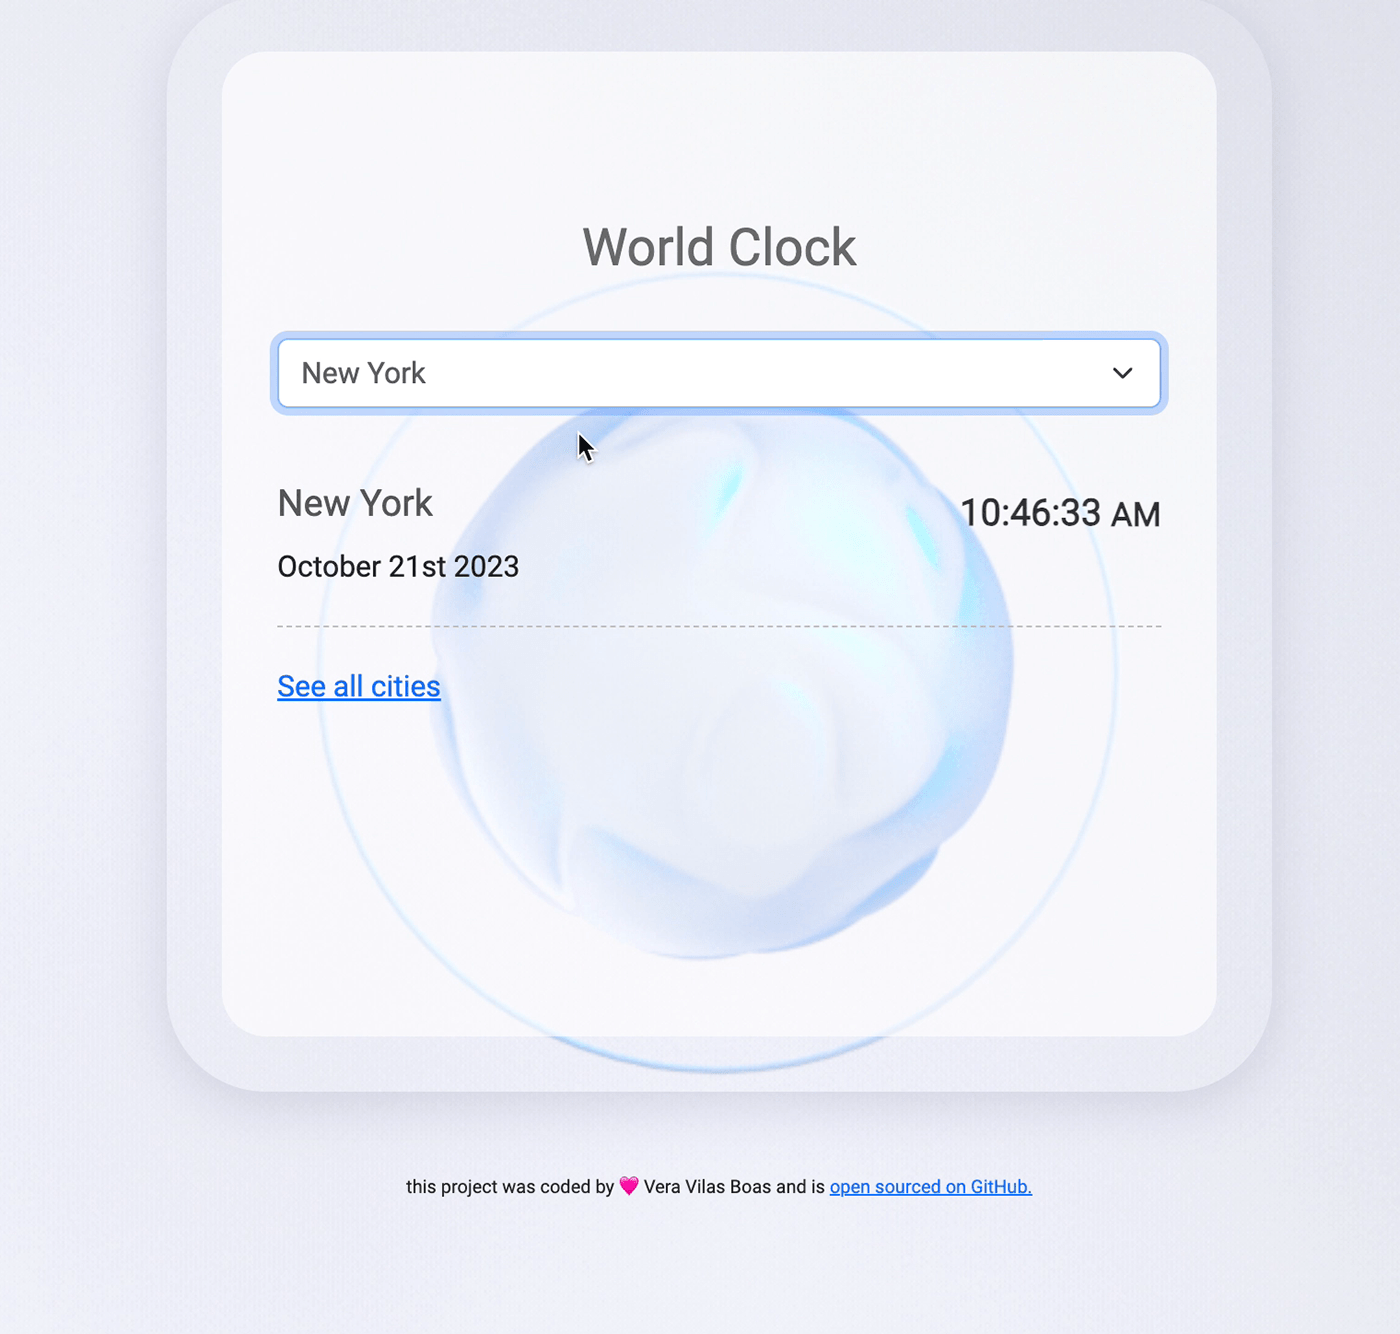 World Clock
New York
New York
10:46:33 AM
October 21st 2023
See all cities
this project was coded by 🩷 Vera Vilas Boas and is open sourced on GitHub.